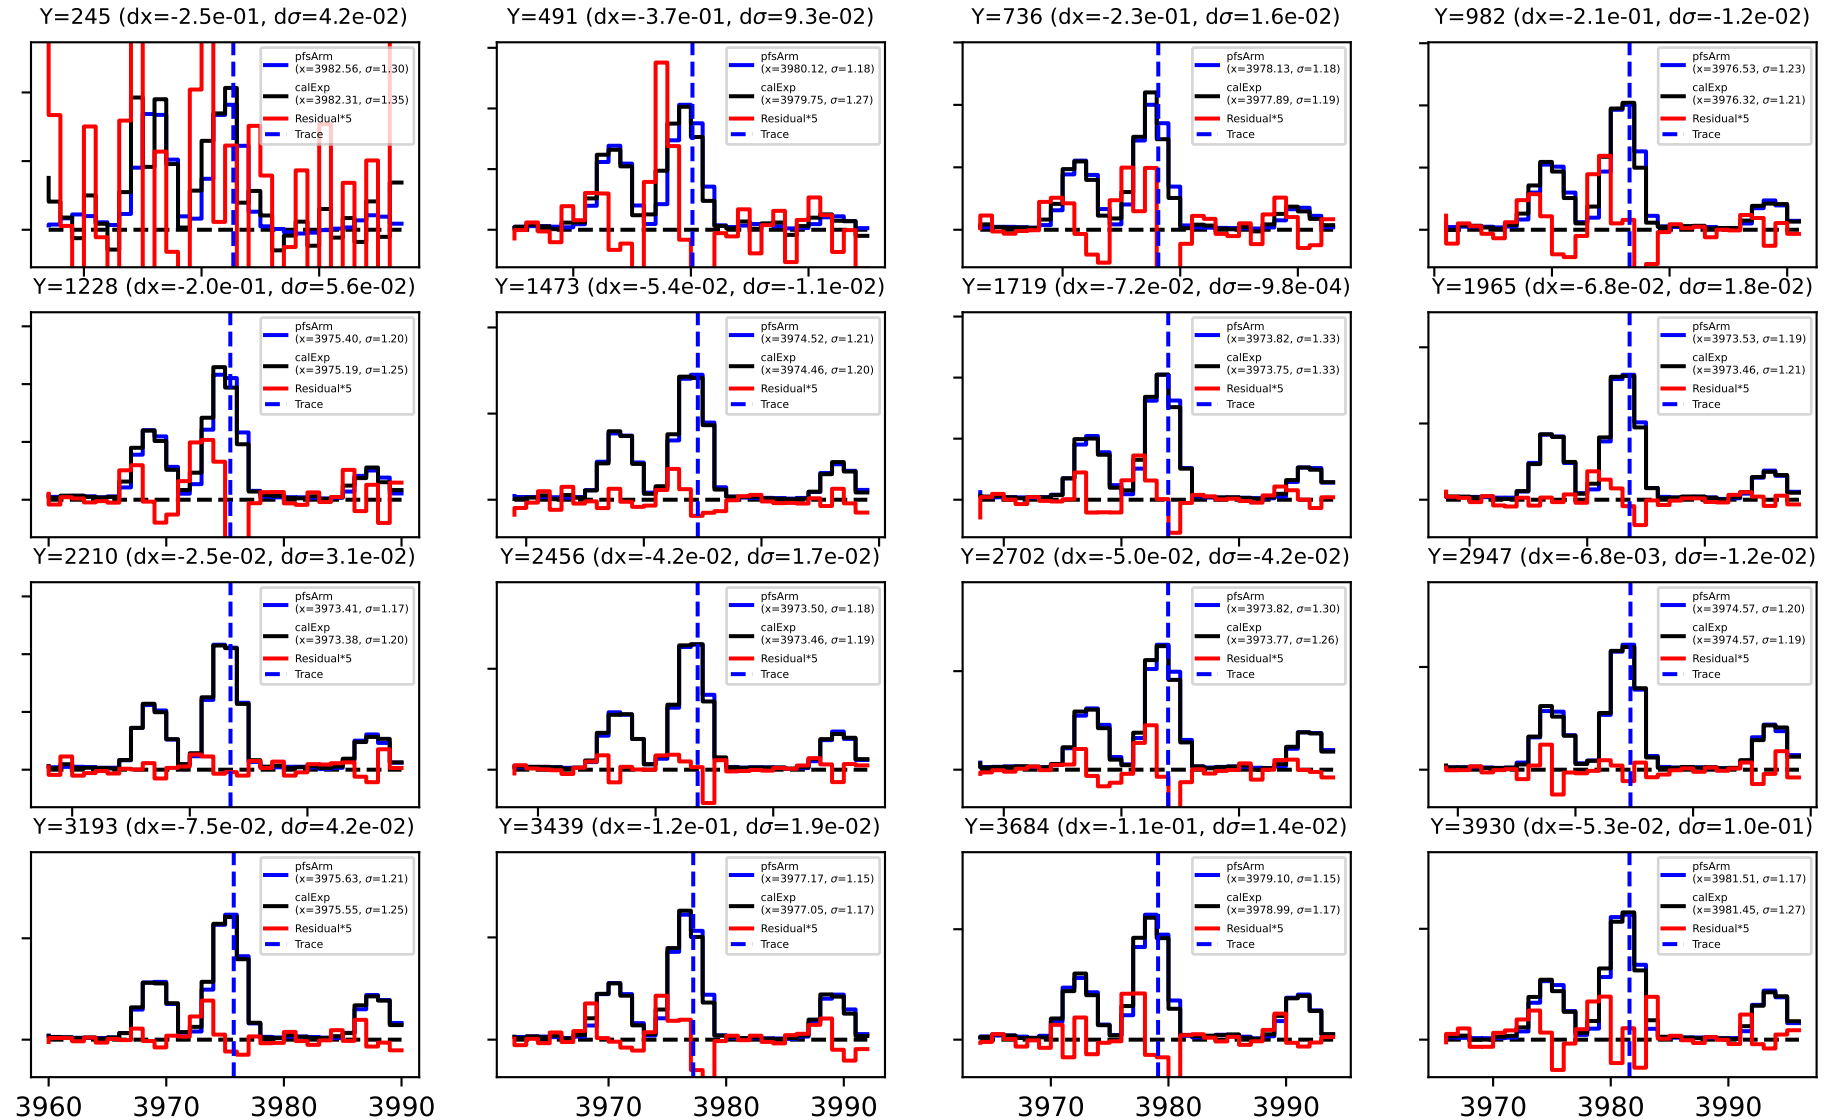 Y=245 (dx=-2.5e-01, dσ=4.2e-02)
pfsArm
(x=3982.56, σ=1.30)
calExp
(x=3982.31, σ=1.35)
Residual*5
Trace
Y=491 (dx=-3.7e-01, dσ=9.3e-02)
pfsArm
(x=3980.12, σ=1.18)
calExp
(x=3979.75, σ=1.27)
Residual*5
Trace
Y=736 (dx=-2.3e-01, dσ=1.6e-02)
pfsArm
(x=3978.13, σ=1.18)
calExp
(x=3977.89, σ=1.19)
Residual*5
Trace
Y=982 (dx=-2.1e-01, dσ=-1.2e-02)
pfsArm
(x=3976.53, σ=1.23)
calExp
(x=3976.32, σ=1.21)
Residual*5
Trace
Y=1228 (dx=-2.0e-01, dσ=5.6e-02)
pfsArm
(x=3975.40, σ=1.20)
calExp
(x=3975.19, σ=1.25)
Residual*5
Trace
Y=1473 (dx=-5.4e-02, dσ=-1.1e-02)
pfsArm
(x=3974.52, σ=1.21)
calExp
(x=3974.46, σ=1.20)
Residual*5
Trace
Y=1719 (dx=-7.2e-02, dσ=-9.8e-04)
pfsArm
(x=3973.82, σ=1.33)
calExp
(x=3973.75, σ=1.33)
Residual*5
Trace
Y=1965 (dx=-6.8e-02, dσ=1.8e-02)
pfsArm
(x=3973.53, σ=1.19)
calExp
(x=3973.46, σ=1.21)
Residual*5
Trace
Y=2210 (dx=-2.5e-02, dσ=3.1e-02)
pfsArm
(x=3973.41, σ=1.17)
calExp
(x=3973.38, σ=1.20)
Residual*5
Trace
Y=2456 (dx=-4.2e-02, dσ=1.7e-02)
pfsArm
(x=3973.50, σ=1.18)
calExp
(x=3973.46, σ=1.19)
Residual*5
Trace
Y=2702 (dx=-5.0e-02, dσ=-4.2e-02)
pfsArm
(x=3973.82, σ=1.30)
calExp
(x=3973.77, σ=1.26)
Residual*5
Trace
Y=2947 (dx=-6.8e-03, dσ=-1.2e-02)
pfsArm
(x=3974.57, σ=1.20)
calExp
(x=3974.57, σ=1.19)
Residual*5
Trace
Y=3193 (dx=-7.5e-02, dσ=4.2e-02)
pfsArm
(x=3975.63, σ=1.21)
calExp
(x=3975.55, σ=1.25)
Residual*5
Trace
Y=3439 (dx=-1.2e-01, dσ=1.9e-02)
pfsArm
(x=3977.17, σ=1.15)
calExp
(x=3977.05, σ=1.17)
Residual*5
Trace
Y=3684 (dx=-1.1e-01, dσ=1.4e-02)
pfsArm
(x=3979.10, σ=1.15)
calExp
(x=3978.99, σ=1.17)
Residual*5
Trace
Y=3930 (dx=-5.3e-02, dσ=1.0e-01)
pfsArm
(x=3981.51, σ=1.17)
calExp
(x=3981.45, σ=1.27)
Residual*5
Trace
3960 3970 3980 3990
3970 3980 3990
3970 3980 3990
3970 3980 3990